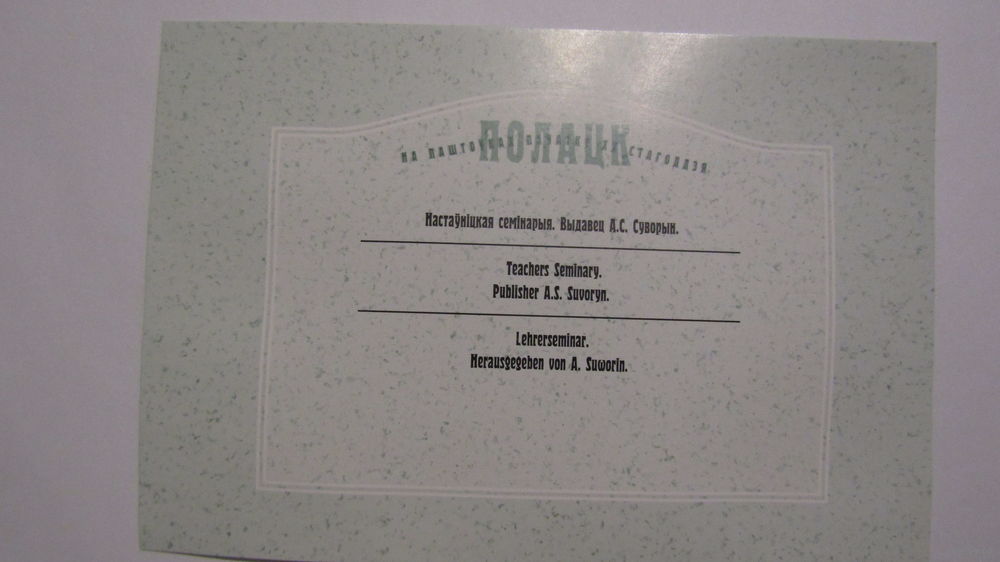 ПОЛАЦК
НА ПАШТОЎКАХ СТАГОДДЗЯ
Настаўніцкая семінарыя. Выдавец А.С. Суворын.
Teachers Seminary.
Publisher A.S. Suvoryn.
Lehrerseminar.
Herausgegeben von A. Suworin.